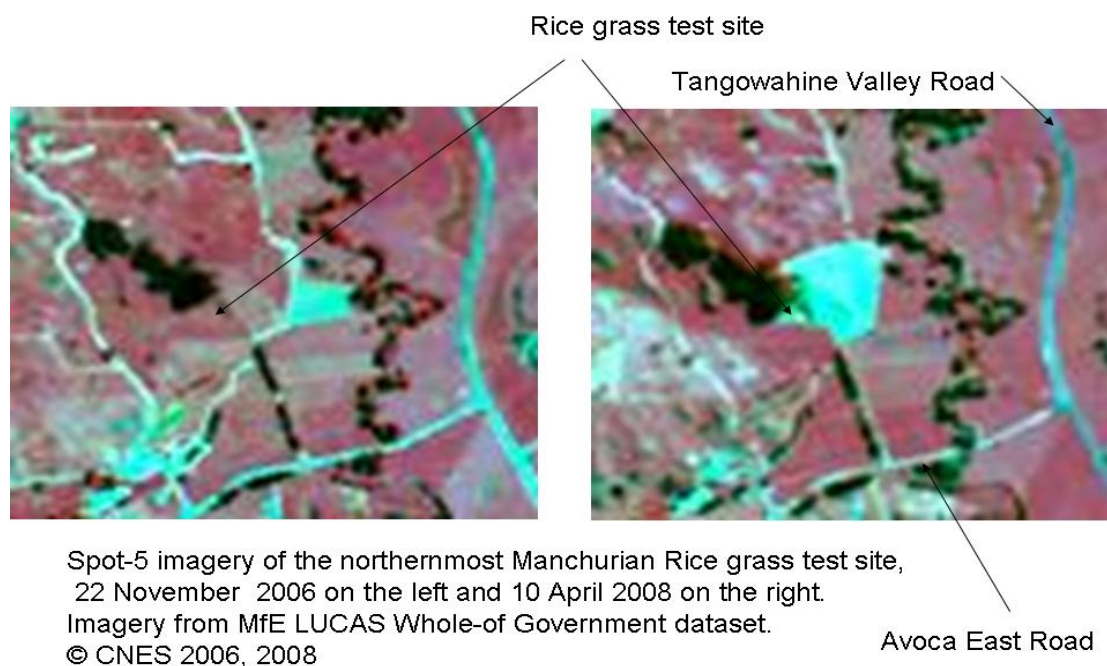 Rice grass test site
Tangowahine Valley Road
Spot-5 imagery of the northernmost Manchurian Rice grass test site,
22 November  2006 on the left and 10 April 2008 on the right.
Imagery from MfE LUCAS Whole-of Government dataset.
© CNES 2006, 2008
Avoca East Road